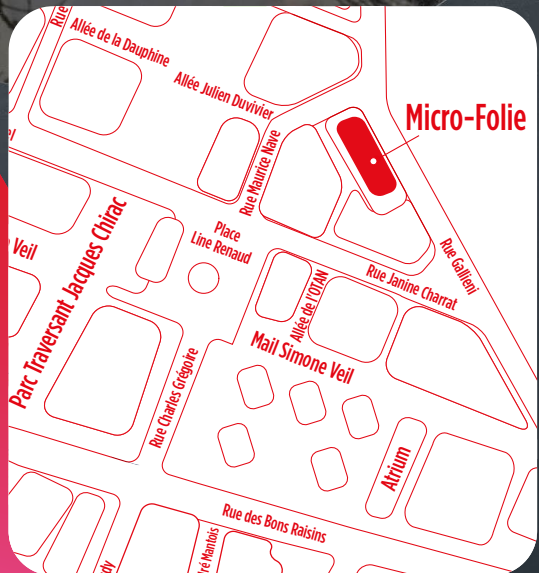 Rue
Allée de la Dauphine
Allée Julien Duvivier
Micro-Folie
Rue Maurice Nave
Place
Line Renaud
Veil
Parc Traversant Jacques Chirac
Rue Gallieni
Rue Janine Charrat
Allée de l'OTAN
Mail Simone Veil
Rue Charles Grégoire
Atrium
Rue des Bons Raisins
ré Mantois
dy